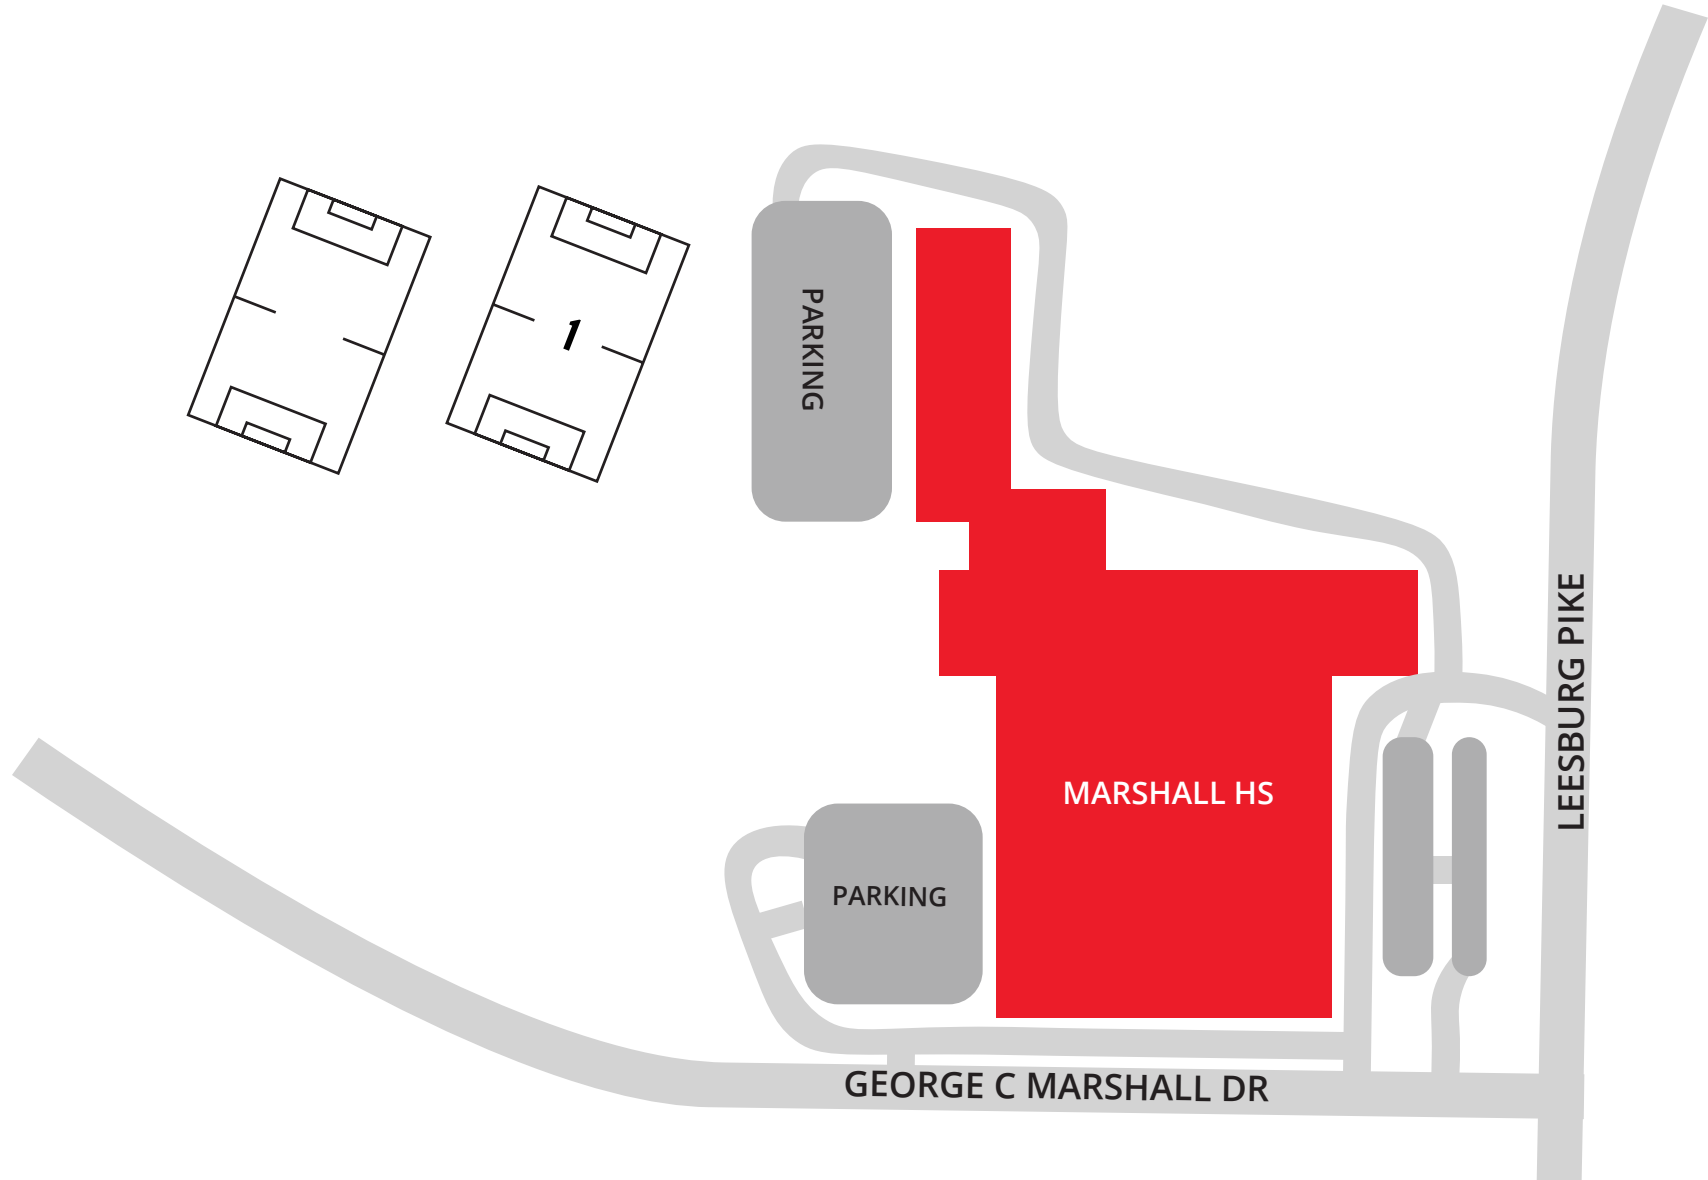 PARKING
1
LEESBURG PIKE
MARSHALL HS
PARKING
GEORGE C MARSHALL DR